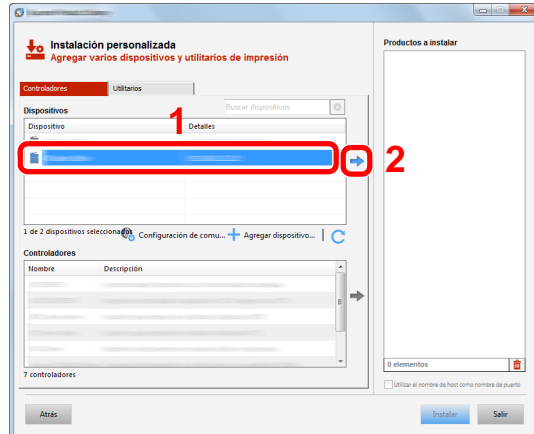 Instalación personalizada
Agregar varios dispositivos y utilitarios de impresión
Productos a instalar
Controladores
Utilitarios
Dispositivos
Buscar dispositivos
Dispositivo
Detalles
1
2
1 de 2 dispositivos seleccionados
Configuración de comu...
Agregar dispositivo...
Controladores
Nombre
Descripción
7 controladores
0 elementos
Utilizar el nombre de host como nombre de puerto
Atrás
Instalar
Salir